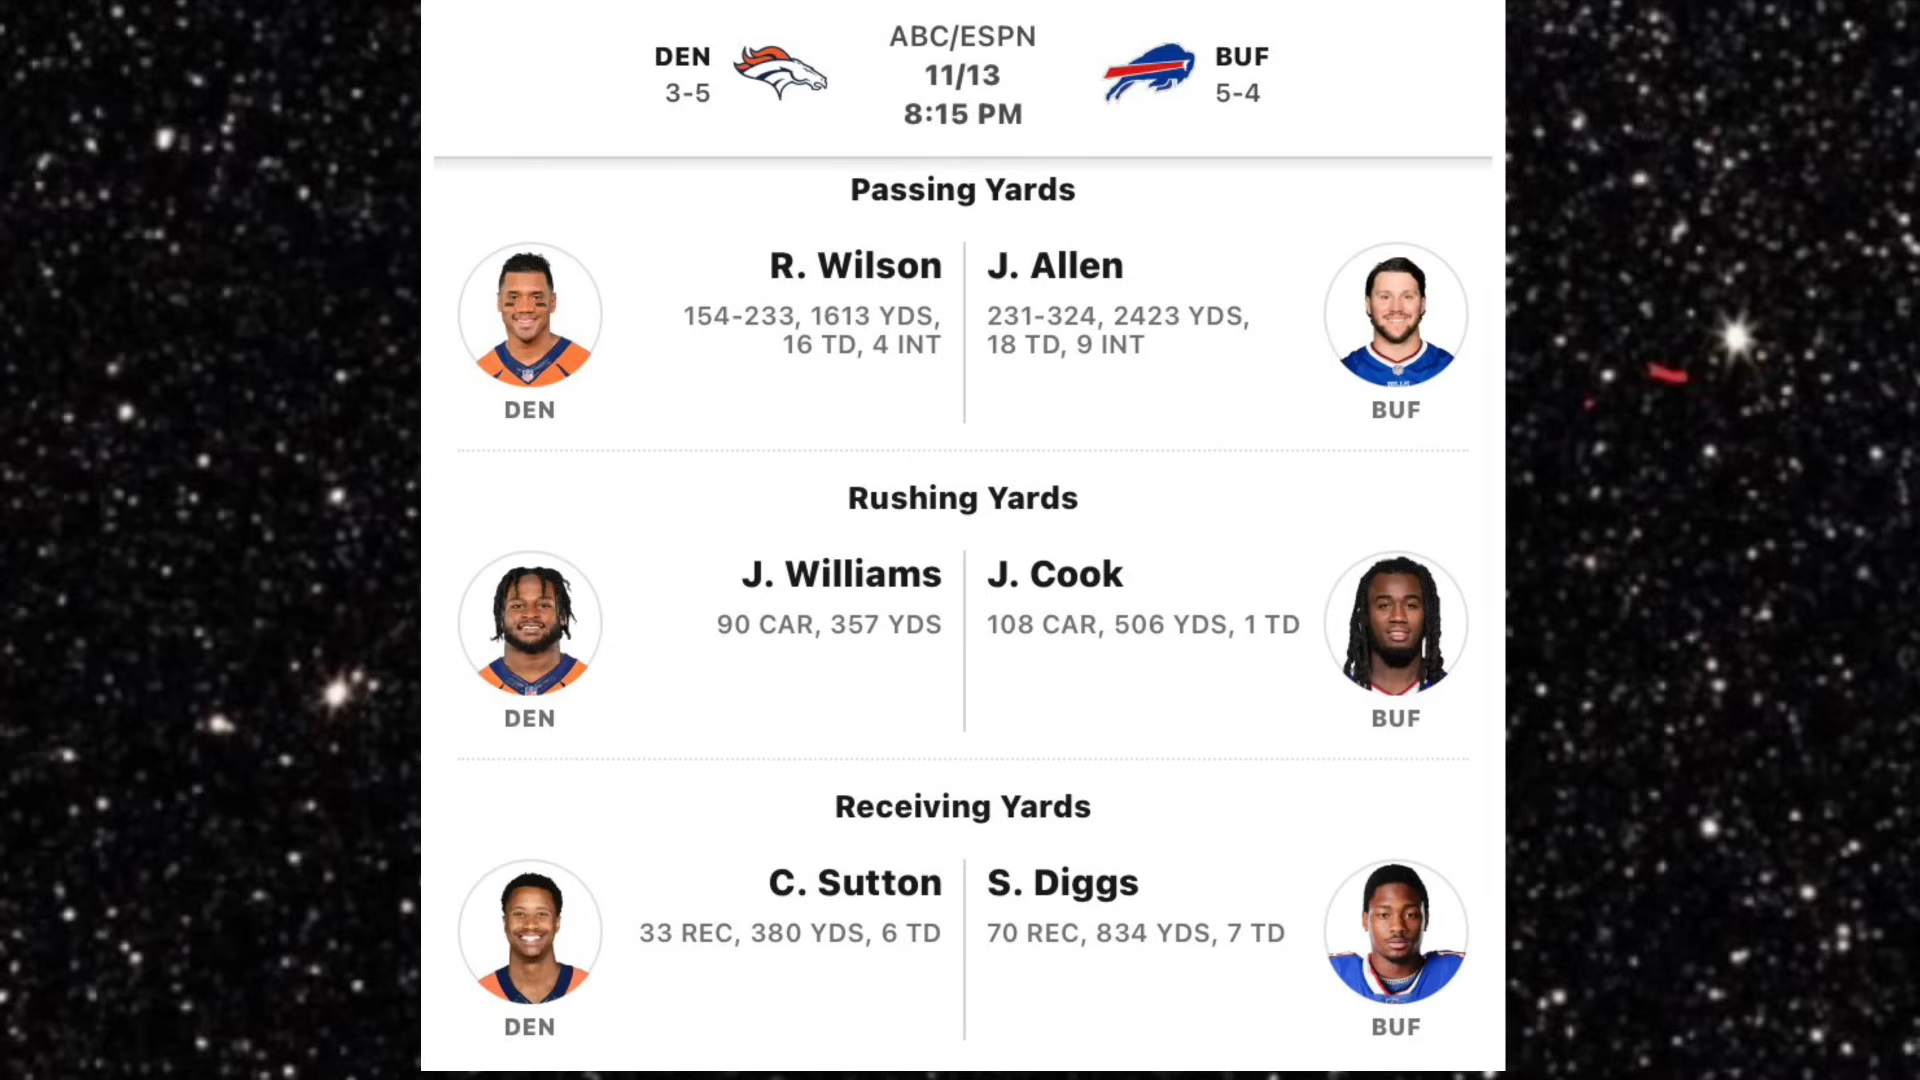 DEN
3-5
ABC/ESPN
11/13
8:15 PM
BUF
5-4
Passing Yards
R. Wilson
154-233, 1613 YDS,
16 TD, 4 INT
DEN
J. Allen
231-324, 2423 YDS,
18 TD, 9 INT
BUF
Rushing Yards
J. Williams
90 CAR, 357 YDS
DEN
J. Cook
108 CAR, 506 YDS, 1 TD
BUF
Receiving Yards
C. Sutton
33 REC, 380 YDS, 6 TD
DEN
S. Diggs
70 REC, 834 YDS, 7 TD
BUF